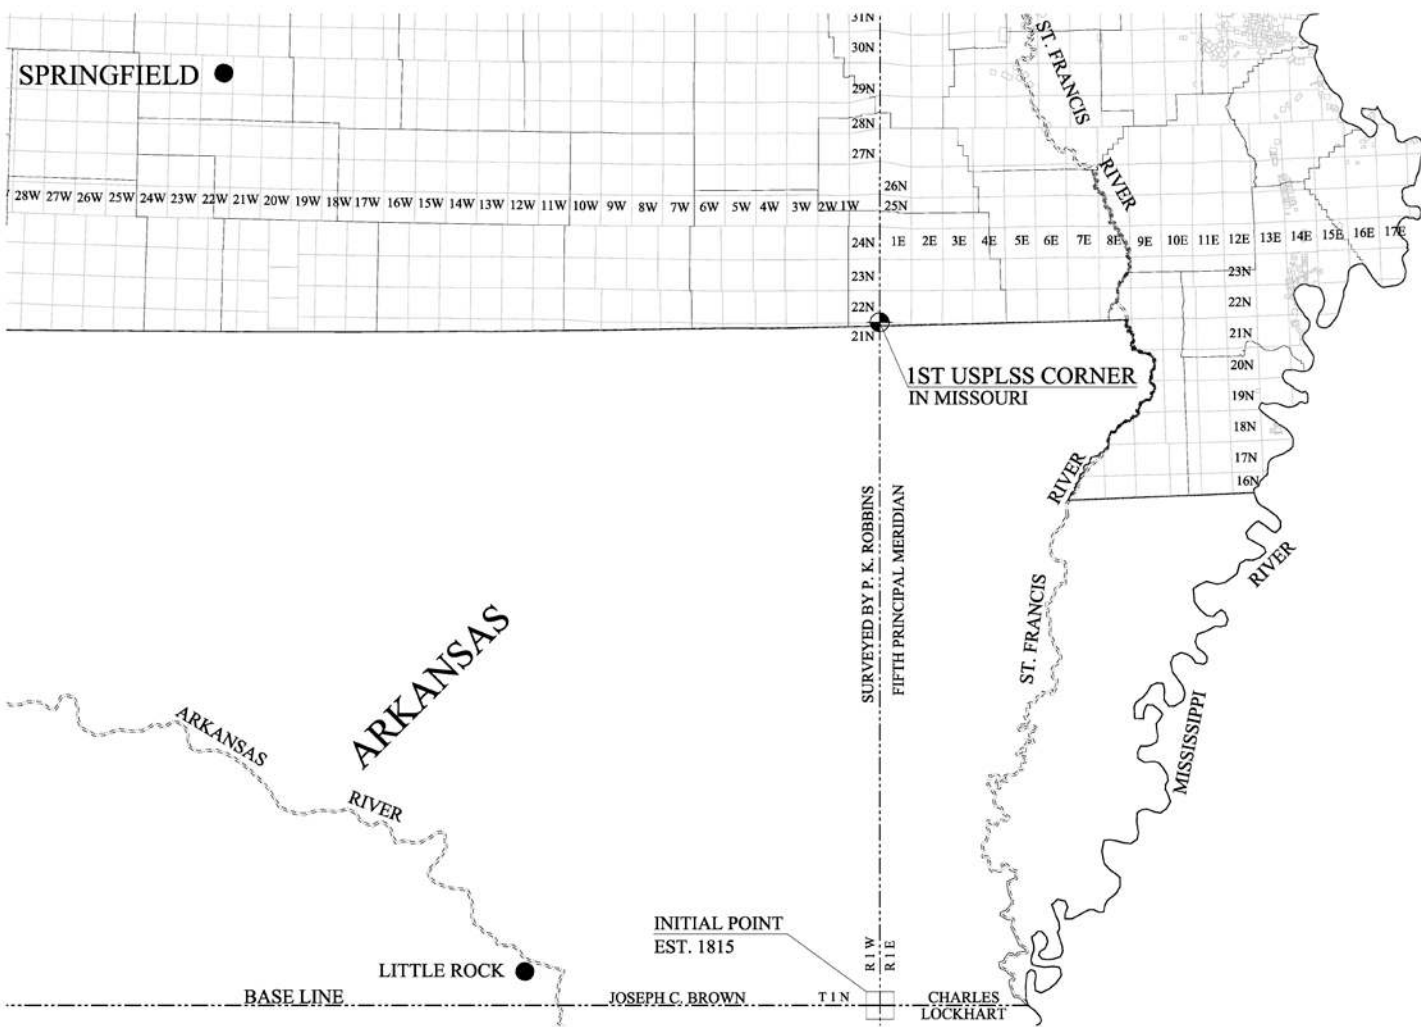 31N
30N
29N
28N
27N
26N
25N
SPRINGFIELD
ST. FRANCIS
RIVER
28W 27W 26W 25W 24W 23W 22W 21W 20W 19W 18W 17W 16W 15W 14W 13W 12W 11W 10W 9W 8W 7W 6W 5W 4W 3W 2W 1W
24N 1E 2E 3E 4E 5E 6E 7E 8E 9E 10E 11E 12E 13E 14E 15E 16E 17E
23N
22N
21N
23N
22N
21N
20N
19N
18N
17N
16N
1ST USPLSS CORNER
IN MISSOURI
RIVER
SURVEYED BY P. K. ROBBINS
FIFTH PRINCIPAL MERIDIAN
ST. FRANCIS
RIVER
MISSISSIPPI
ARKANSAS
ARKANSAS
RIVER
INITIAL POINT
EST. 1815
R 1 W
R 1 E
LITTLE ROCK
BASE LINE
JOSEPH C. BROWN
T 1 N
CHARLES
LOCKHART